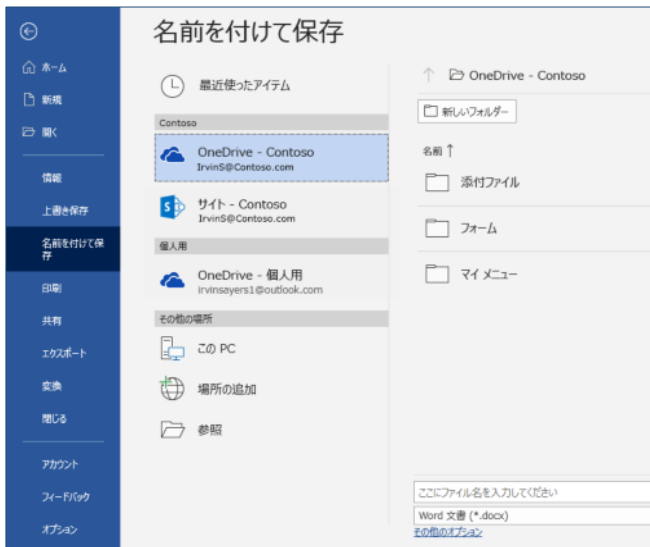 名前を付けて保存
ホーム
新規
開く
情報
上書き保存
名前を付けて保
存
印刷
共有
エクスポート
変換
閉じる
アカウント
フィードバック
オプション
最近使ったアイテム
Contoso
OneDrive - Contoso
IrvinS@Contoso.com
サイト - Contoso
IrvinS@Contoso.com
個人用
OneDrive - 個人用
irvinsayers1@outlook.com
その他の場所
この PC
場所の追加
参照
OneDrive - Contoso
新しいフォルダー
名前 ↑
添付ファイル
フォーム
マイ メニュー
ここにファイル名を入力してください
Word 文書 (*.docx)
その他のオプション